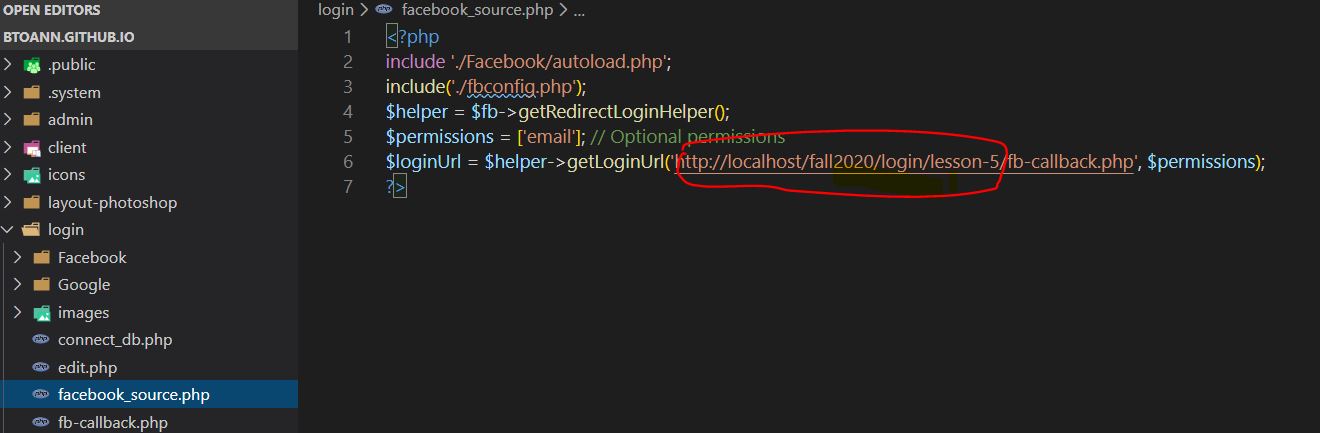 OPEN EDITORS
BTOANN.GITHUB.IO
.public
.system
admin
client
icons
layout-photoshop
login
Facebook
Google
images
connect_db.php
edit.php
facebook_source.php
fb-callback.php
login > facebook_source.php > ...
1 <?php
2 include './Facebook/autoload.php';
3 include('./fbconfig.php');
4 $helper = $fb->getRedirectLoginHelper();
5 $permissions = ['email']; // Optional permissions
6 $loginUrl = $helper->getLoginUrl('http://localhost/fall2020/login/lesson-5/fb-callback.php', $permissions);
7 ?>